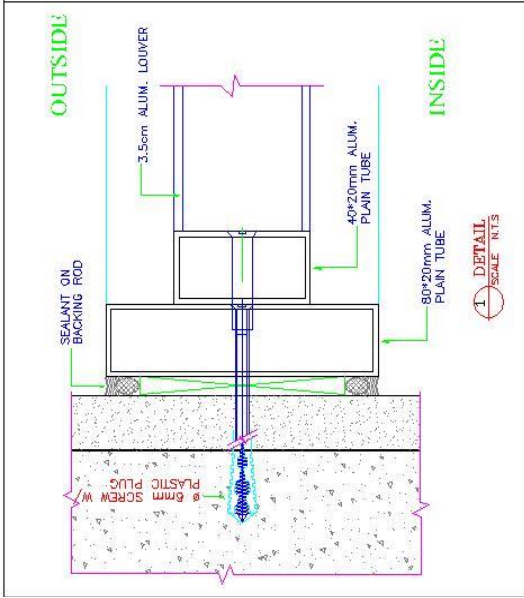 OUTSIDE
3.5cm ALUM. LOUVER
SEALANT ON
BACKING ROD
Ø 6mm SCREW W/
PLASTIC PLUG
40*20mm ALUM.
PLAIN TUBE
80*20mm ALUM.
PLAIN TUBE
INSIDE
1
DETAIL
SCALE N.T.S